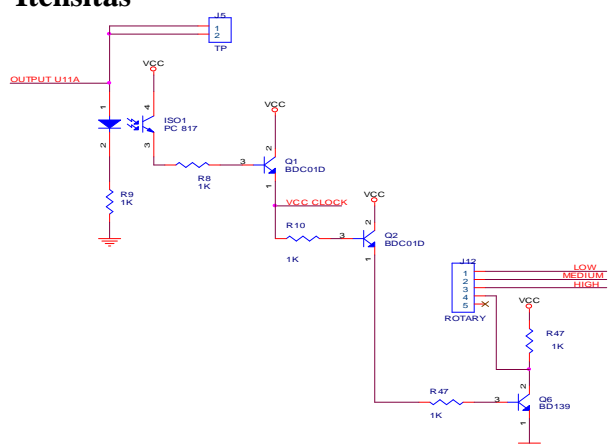 Itensitas
J5
1
2
TP
OUTPUT U11A
VCC
1
4
ISO1
PC 817
2
3
VCC
R8
1K
3
2
Q1
BDC01D
1
R9
1K
VCC CLOCK
VCC
R10
1K
3
2
Q2
BDC01D
1
J12
1
2
3
4
5
ROTARY
LOW
MEDIUM
HIGH
VCC
R47
1K
R47
1K
3
2
Q6
BD139
1